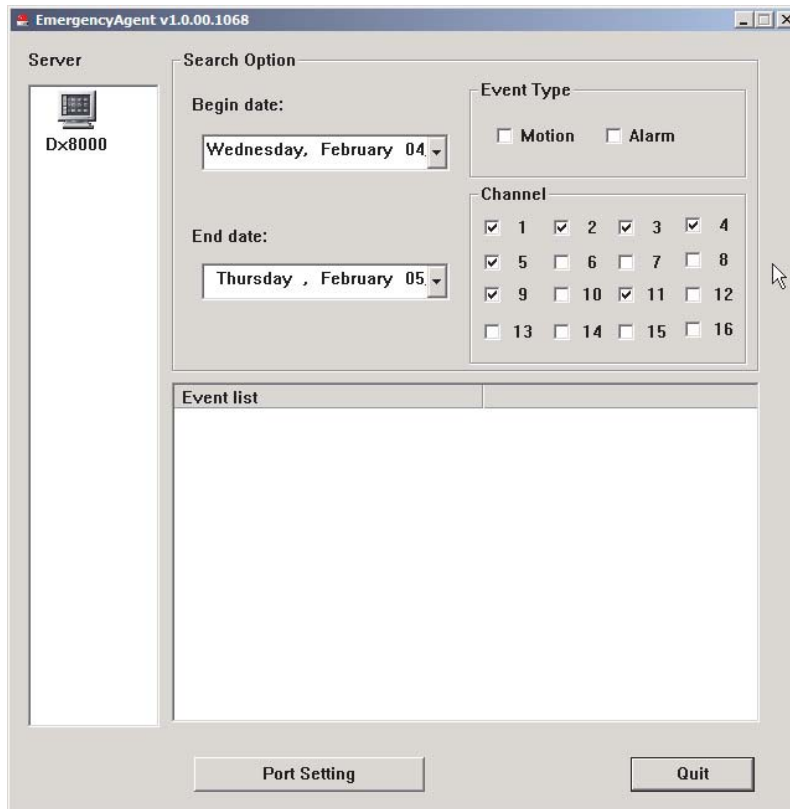 EmergencyAgent v1.0.00.1068
Server
Dx8000
Search Option
Begin date:
Wednesday, February 04,
End date:
Thursday , February 05,
Event Type
Motion Alarm
Channel
1 2 3 4
5 6 7 8
9 10 11 12
13 14 15 16
Event list
Port Setting Quit